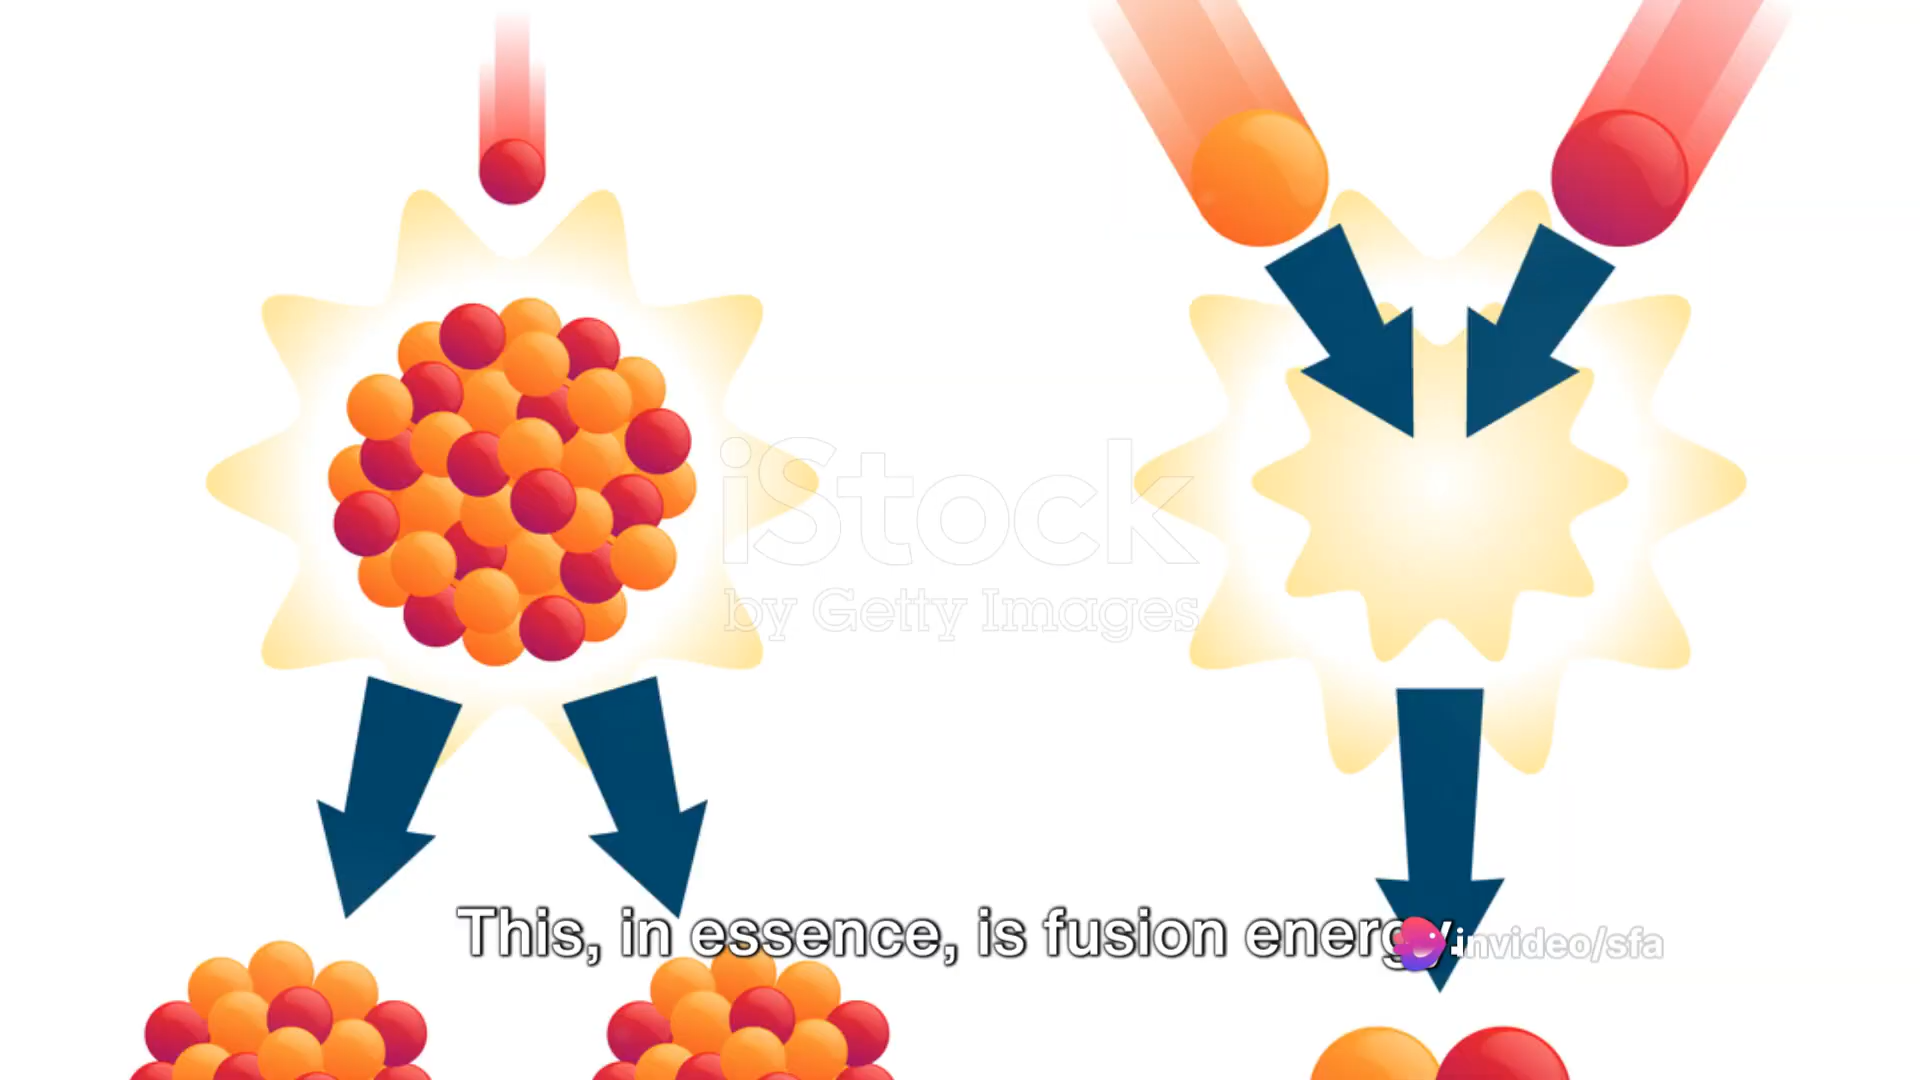 iStock
by Getty Images
This, in essence, is fusion energy.
invideo/sfa